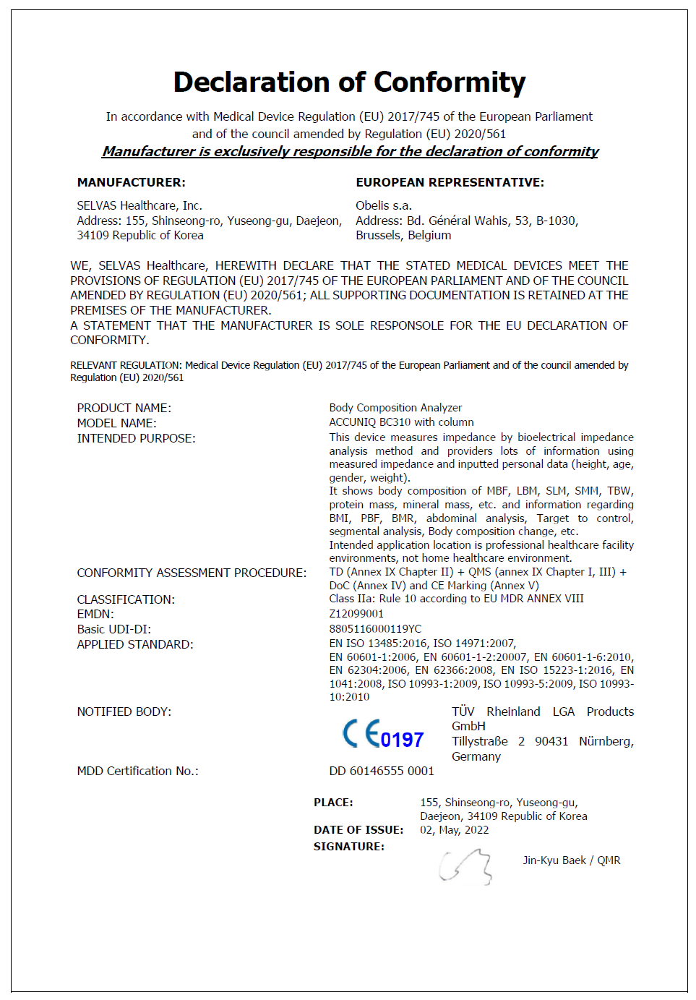 Declaration of Conformity
In accordance with Medical Device Regulation (EU) 2017/745 of the European Parliament
and of the council amended by Regulation (EU) 2020/561
Manufacturer is exclusively responsible for the declaration of conformity
MANUFACTURER:
SELVAS Healthcare, Inc.
Address: 155, Shinseong-ro, Yuseong-gu, Daejeon,
34109 Republic of Korea
EUROPEAN REPRESENTATIVE:
Obelis s.a.
Address: Bd. Général Wahis, 53, B-1030,
Brussels, Belgium
WE, SELVAS Healthcare, HEREWITH DECLARE THAT THE STATED MEDICAL DEVICES MEET THE
PROVISIONS OF REGULATION (EU) 2017/745 OF THE EUROPEAN PARLIAMENT AND OF THE COUNCIL
AMENDED BY REGULATION (EU) 2020/561; ALL SUPPORTING DOCUMENTATION IS RETAINED AT THE
PREMISES OF THE MANUFACTURER.
A STATEMENT THAT THE MANUFACTURER IS SOLE RESPONSOLE FOR THE EU DECLARATION OF
CONFORMITY.
RELEVANT REGULATION: Medical Device Regulation (EU) 2017/745 of the European Parliament and of the council amended by
Regulation (EU) 2020/561
PRODUCT NAME: Body Composition Analyzer
MODEL NAME: ACCUNIQ BC310 with column
INTENDED PURPOSE: This device measures impedance by bioelectrical impedance
analysis method and providers lots of information using
measured impedance and inputted personal data (height, age,
gender, weight).
It shows body composition of MBF, LBM, SLM, SMM, TBW,
protein mass, mineral mass, etc. and information regarding
BMI, PBF, BMR, abdominal analysis, Target to control,
segmental analysis, Body composition change, etc.
Intended application location is professional healthcare facility
environments, not home healthcare environment.
CONFORMITY ASSESSMENT PROCEDURE: TD (Annex IX Chapter II) + QMS (annex IX Chapter I, III) +
DoC (Annex IV) and CE Marking (Annex V)
CLASSIFICATION: Class IIa: Rule 10 according to EU MDR ANNEX VIII
EMDN: Z12099001
Basic UDI-DI: 8805116000119YC
APPLIED STANDARD: EN ISO 13485:2016, ISO 14971:2007,
EN 60601-1:2006, EN 60601-1-2:20007, EN 60601-1-6:2010,
EN 62304:2006, EN 62366:2008, EN ISO 15223-1:2016, EN
1041:2008, ISO 10993-1:2009, ISO 10993-5:2009, ISO 10993-
10:2010
NOTIFIED BODY:
CE 0197
TÜV Rheinland LGA Products
GmbH
Tillystraße 2 90431 Nürnberg,
Germany
MDD Certification No.: DD 60146555 0001
PLACE: 155, Shinseong-ro, Yuseong-gu,
Daejeon, 34109 Republic of Korea
DATE OF ISSUE: 02, May, 2022
SIGNATURE:
Jin-Kyu Baek / QMR